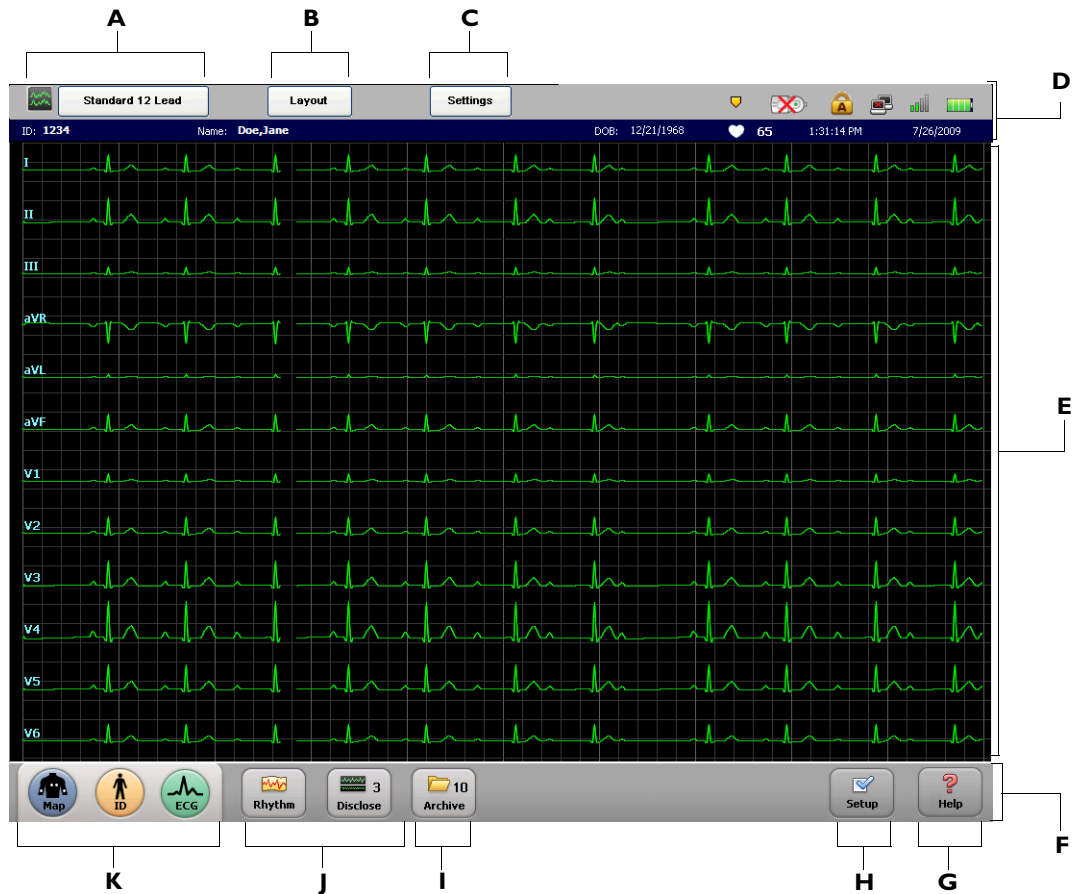 A B C
D
Standard 12 Lead Layout Settings
A
ID: 1234 Name: Doe,Jane DOB: 12/21/1968 65 1:31:14 PM 7/26/2009
I
II
III
aVR
aVL
E
aVF
V1
V2
V3
V4
V5
V6
Map ID ECG Rhythm 3 Disclose 10 Archive Setup ? Help
F
K J I H G